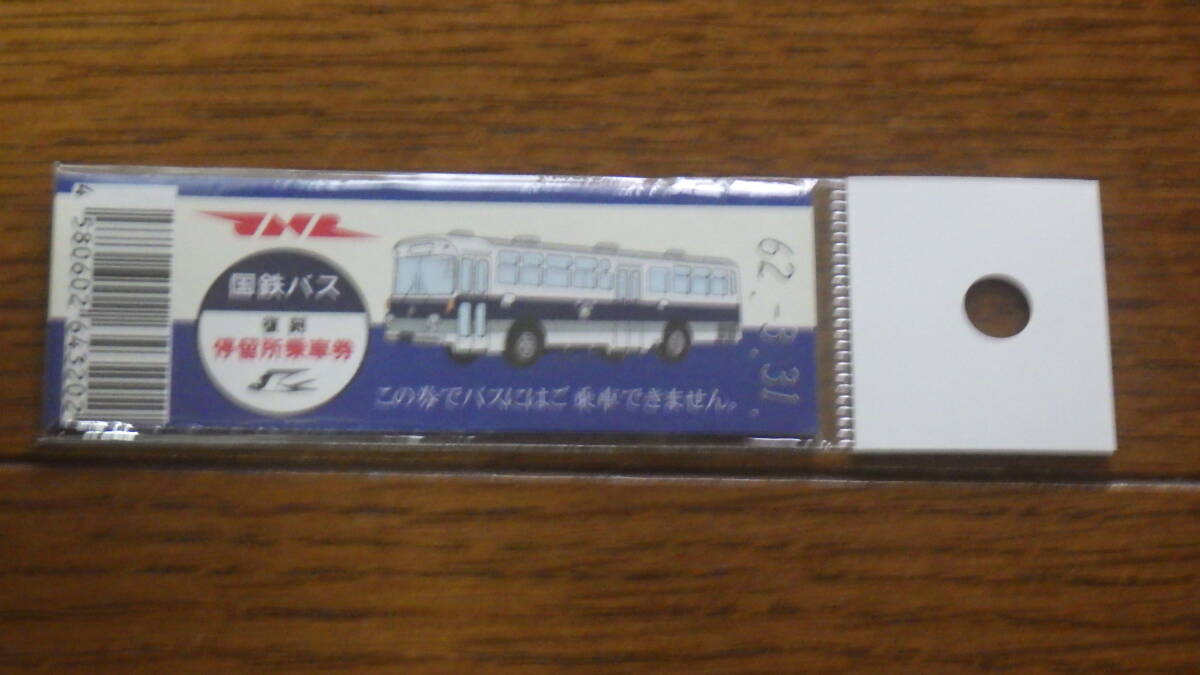 4580602643202
JNR
国鉄バス
復刻
停留所乗車券
この券でバスにはご乗車できません。
62.-3.31.